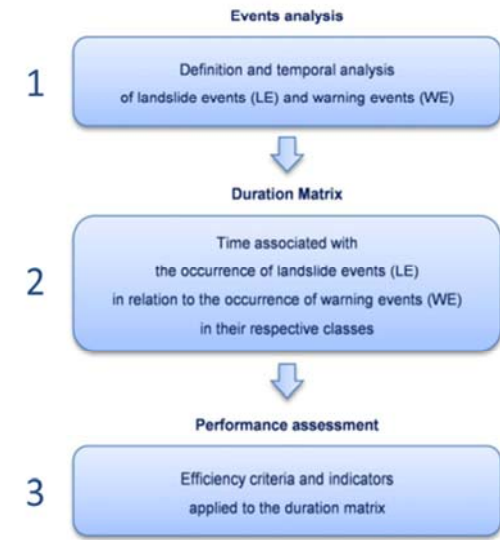 Events analysis
1
Definition and temporal analysis
of landslide events (LE) and warning events (WE)
Duration Matrix
2
Time associated with
the occurrence of landslide events (LE)
in relation to the occurrence of warning events (WE)
in their respective classes
Performance assessment
3
Efficiency criteria and indicators
applied to the duration matrix